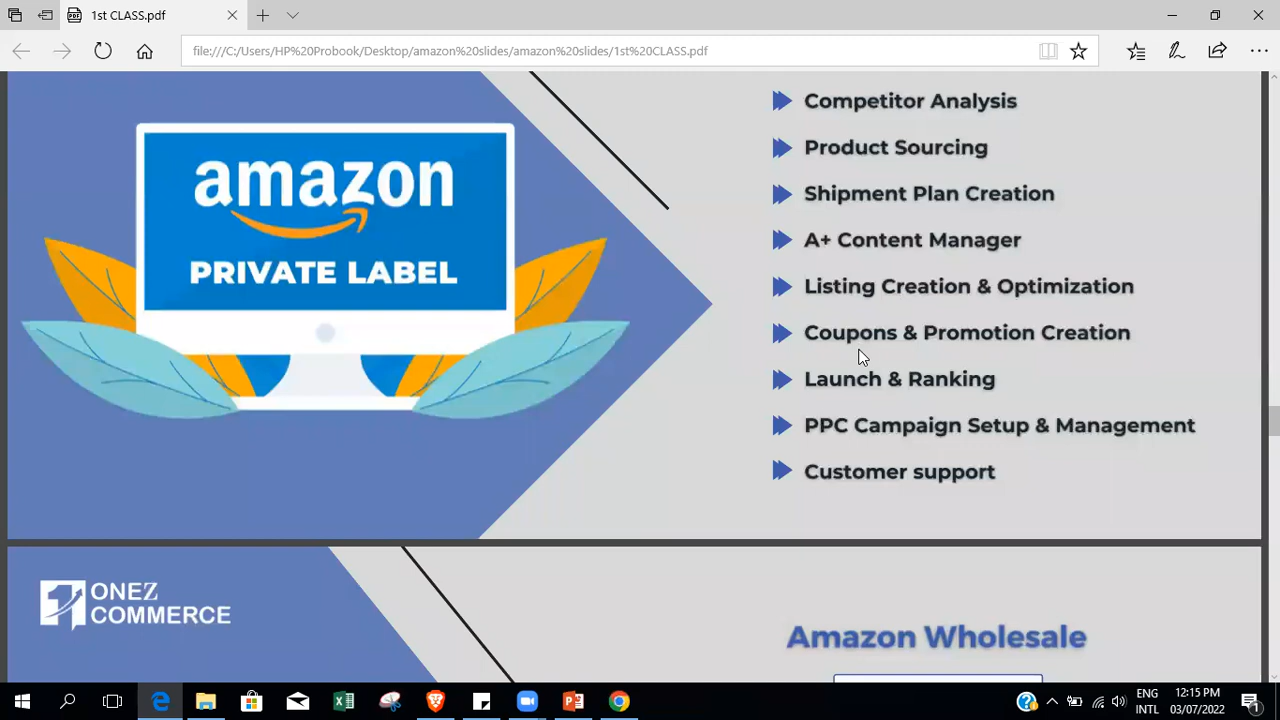 1st CLASS.pdf
file:///C:/Users/HP%20Probook/Desktop/amazon%20slides/amazon%20slides/1st%20CLASS.pdf
amazon
PRIVATE LABEL
Competitor Analysis
Product Sourcing
Shipment Plan Creation
A+ Content Manager
Listing Creation & Optimization
Coupons & Promotion Creation
Launch & Ranking
PPC Campaign Setup & Management
Customer support
ONEZ
COMMERCE
Amazon Wholesale
ENG
INTL
12:15 PM
03/07/2022
1